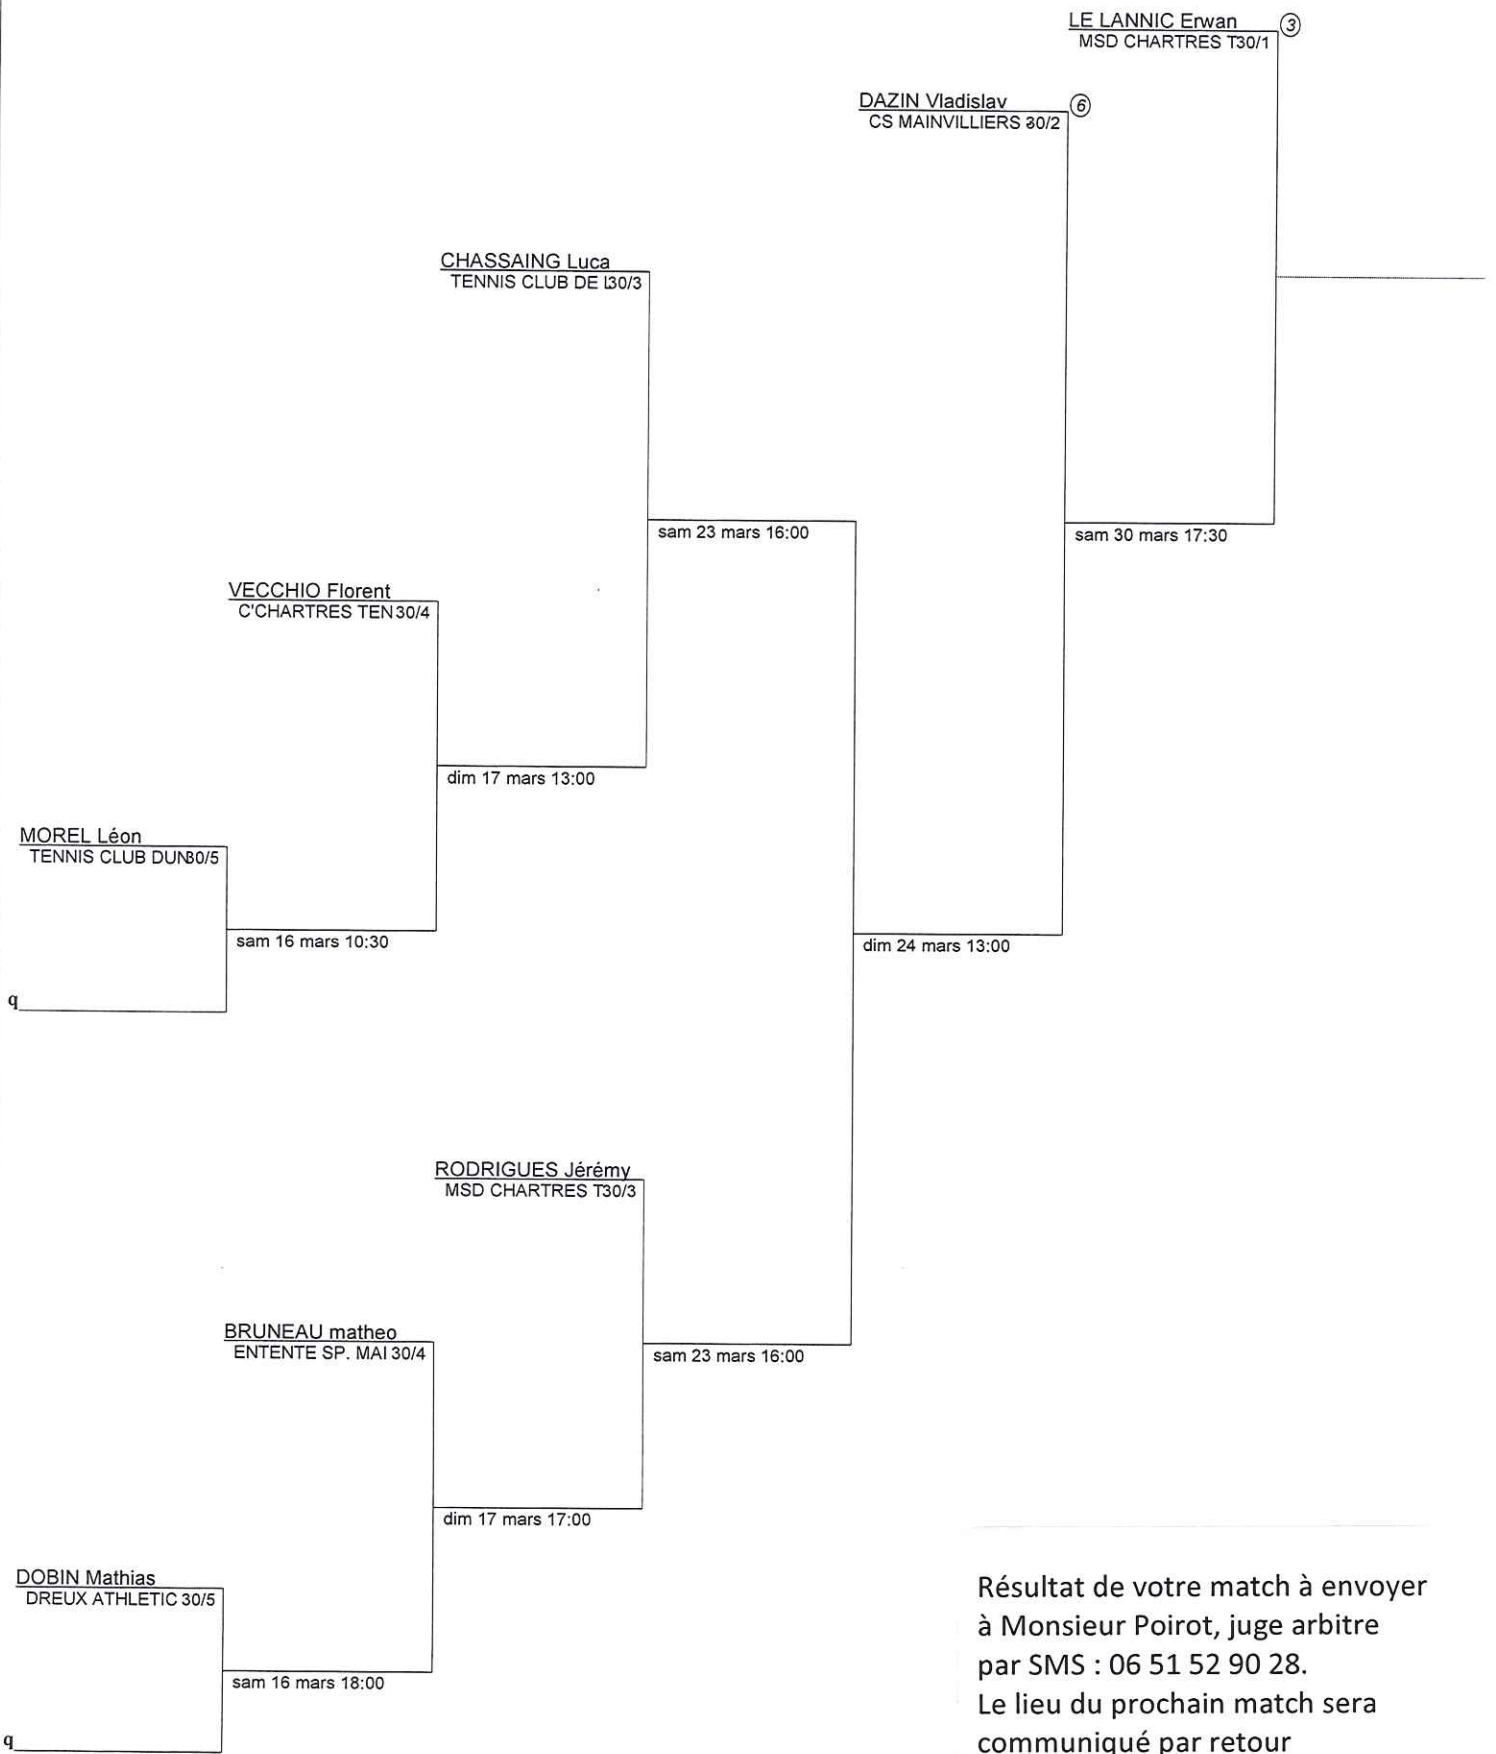 LE LANNIC Erwan ③
MSD CHARTRES T30/1
DAZIN Vladislav ⑥
CS MAINVILLIERS 30/2
CHASSAING Luca
TENNIS CLUB DE L30/3
sam 23 mars 16:00
sam 30 mars 17:30
VECCHIO Florent
C'CHARTRES TEN 30/4
dim 17 mars 13:00
MOREL Léon
TENNIS CLUB DUN30/5
sam 16 mars 10:30
dim 24 mars 13:00
q
RODRIGUES Jérémy
MSD CHARTRES T30/3
BRUNEAU matheo
ENTENTE SP. MAI 30/4
sam 23 mars 16:00
dim 17 mars 17:00
DOBIN Mathias
DREUX ATHLETIC 30/5
sam 16 mars 18:00
q
Résultat de votre match à envoyer
à Monsieur Poirot, juge arbitre
par SMS : 06 51 52 90 28.
Le lieu du prochain match sera
communiqué par retour